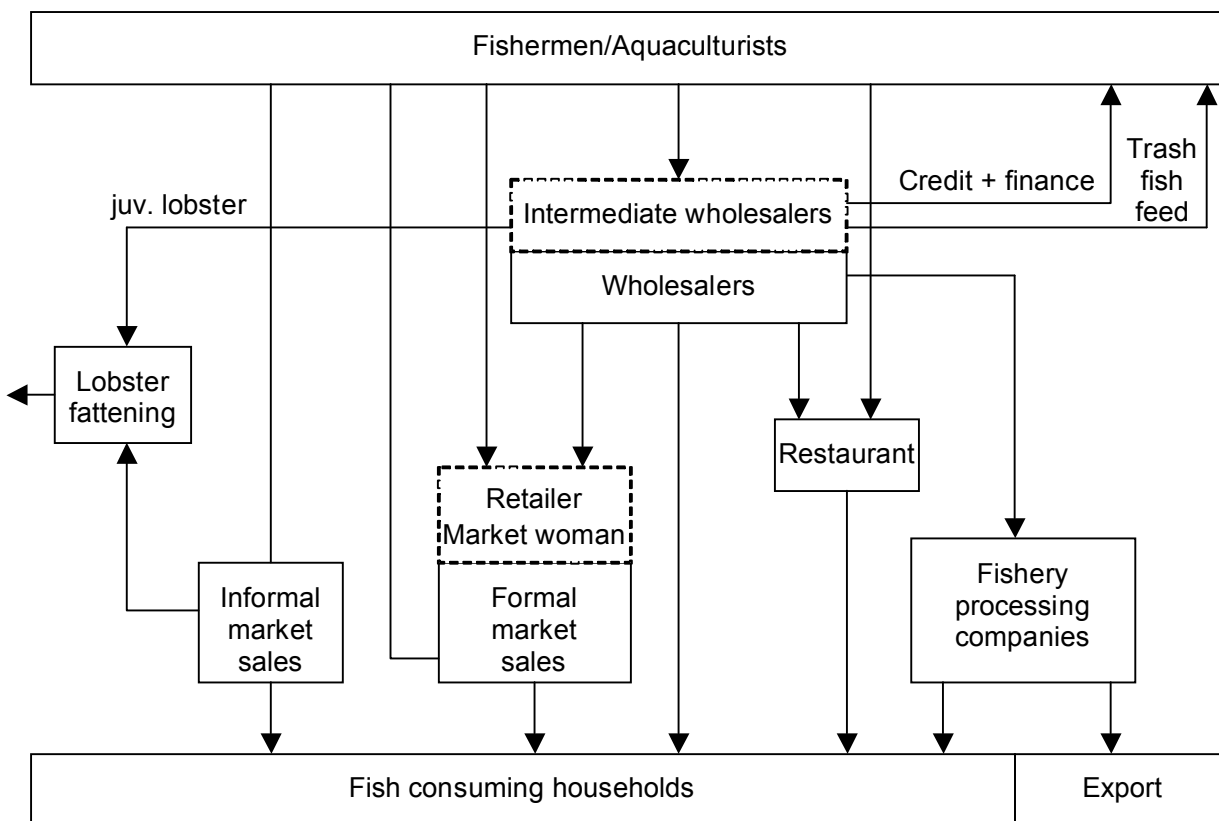 Fishermen/Aquaculturists
Trash
fish
feed
Credit + finance
juv. lobster
Intermediate wholesalers
Wholesalers
Lobster
fattening
Restaurant
Retailer
Market woman
Informal
market
sales
Formal
market
sales
Fishery
processing
companies
Fish consuming households
Export